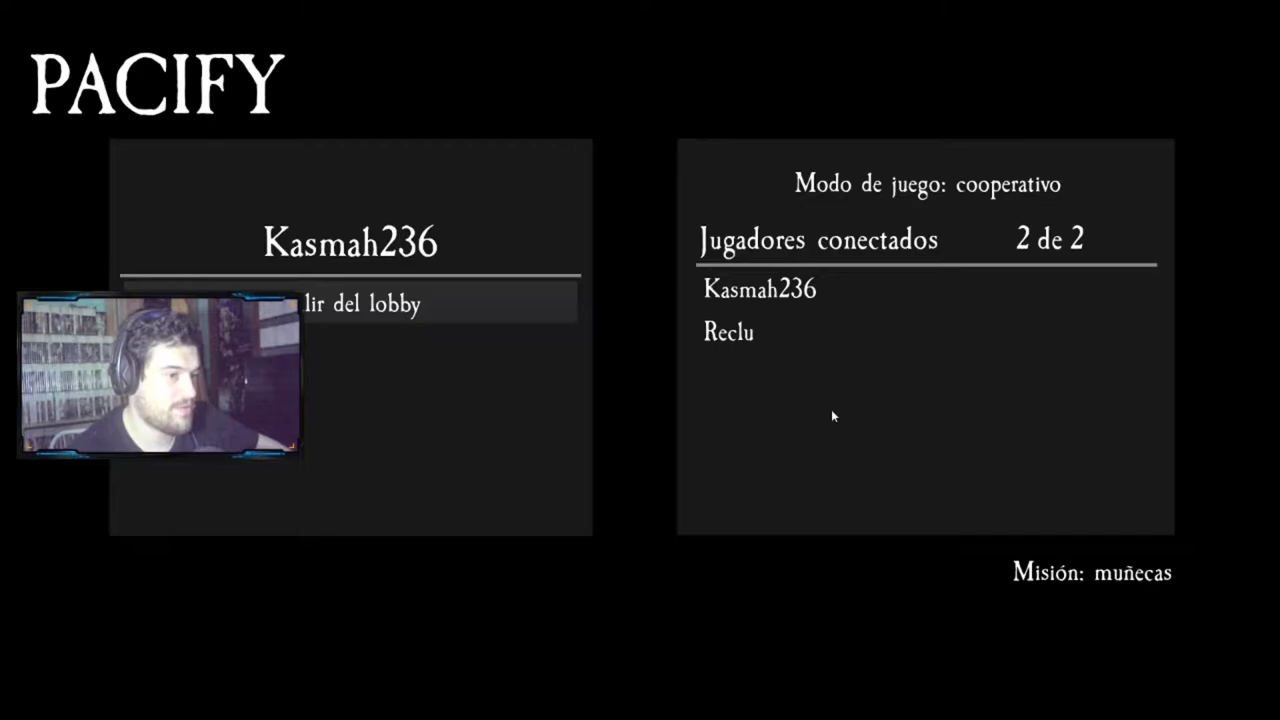 PACIFY
Kasmah236
lir del lobby
Modo de juego: cooperativo
Jugadores conectados 2 de 2
Kasmah236
Reclu
Misión: muñecas